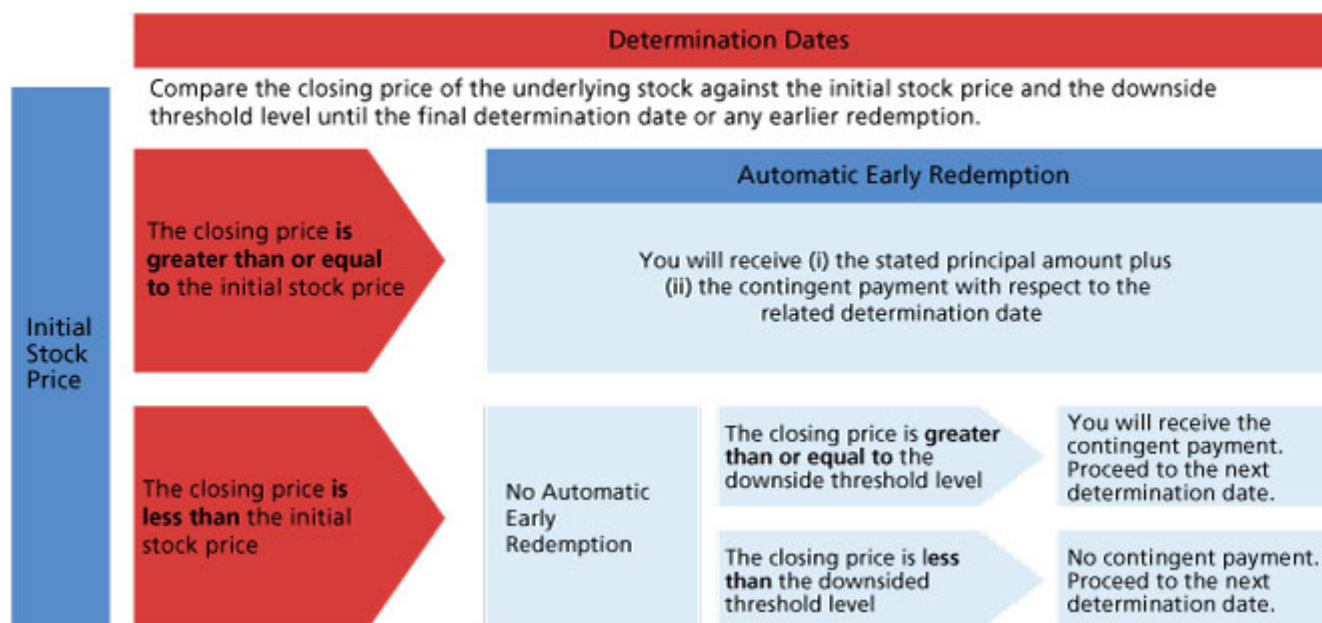 Determination Dates
Compare the closing price of the underlying stock against the initial stock price and the downside
threshold level until the final determination date or any earlier redemption.
Initial
Stock
Price
The closing price is
greater than or equal
to the initial stock price
Automatic Early Redemption
You will receive (i) the stated principal amount plus
(ii) the contingent payment with respect to the
related determination date
The closing price is
less than the initial
stock price
No Automatic
Early
Redemption
The closing price is greater
than or equal to the
downside threshold level
You will receive the
contingent payment.
Proceed to the next
determination date.
The closing price is less
than the downsided
threshold level
No contingent payment.
Proceed to the next
determination date.